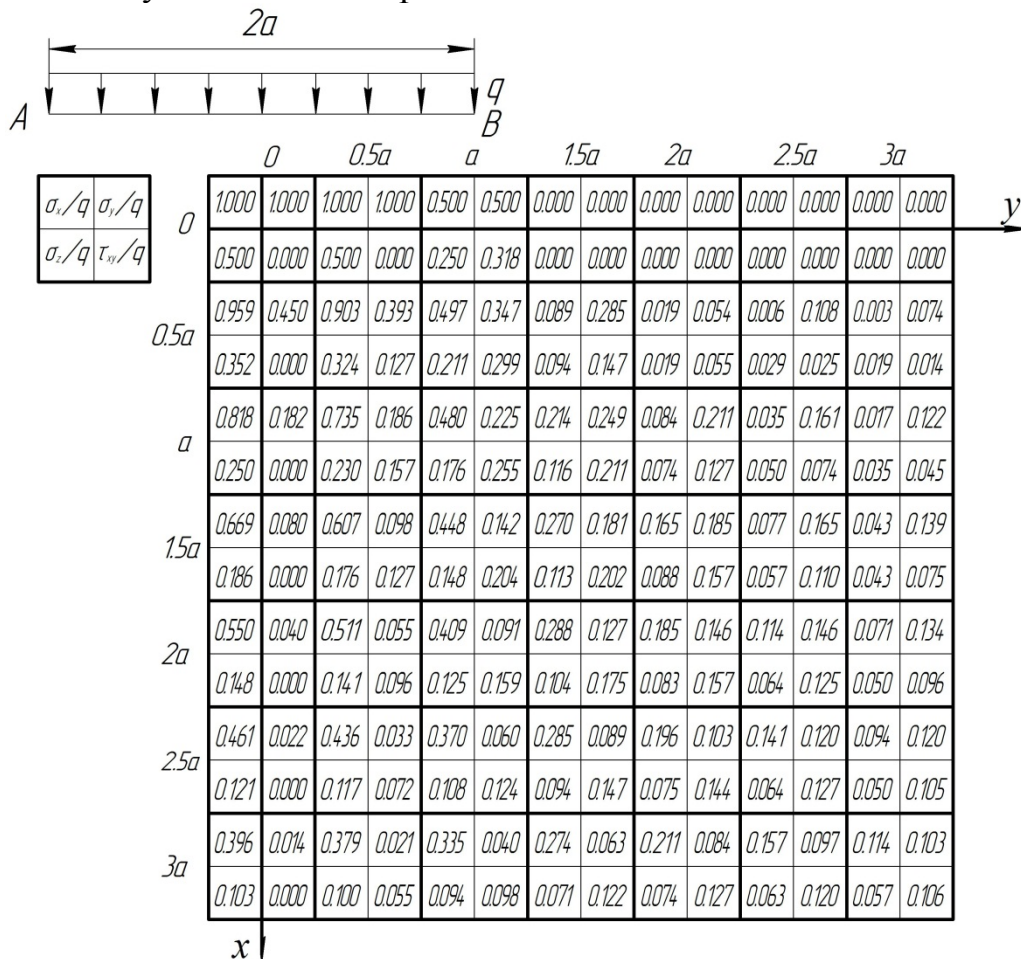 2a
A
q
B
0 0.5a a 1.5a 2a 2.5a 3a
σx/q σy/q
σz/q τxy/q
0
1.000 1.000 1.000 1.000 0.500 0.500 0.000 0.000 0.000 0.000 0.000 0.000 0.000 0.000
y
0.500 0.000 0.500 0.000 0.250 0.318 0.000 0.000 0.000 0.000 0.000 0.000 0.000 0.000
0.5a
0.959 0.450 0.903 0.393 0.497 0.347 0.089 0.285 0.019 0.054 0.006 0.108 0.003 0.074
0.352 0.000 0.324 0.127 0.211 0.299 0.094 0.147 0.019 0.055 0.029 0.025 0.019 0.014
a
0.818 0.182 0.735 0.186 0.480 0.225 0.214 0.249 0.084 0.211 0.035 0.161 0.017 0.122
0.250 0.000 0.230 0.157 0.176 0.255 0.116 0.211 0.074 0.127 0.050 0.074 0.035 0.045
1.5a
0.669 0.080 0.607 0.098 0.448 0.142 0.270 0.181 0.165 0.185 0.077 0.165 0.043 0.139
0.186 0.000 0.176 0.127 0.148 0.204 0.113 0.202 0.088 0.157 0.057 0.110 0.043 0.075
2a
0.550 0.040 0.511 0.055 0.409 0.091 0.288 0.127 0.185 0.146 0.114 0.146 0.071 0.134
0.148 0.000 0.141 0.096 0.125 0.159 0.104 0.175 0.083 0.157 0.064 0.125 0.050 0.096
2.5a
0.461 0.022 0.436 0.033 0.370 0.060 0.285 0.089 0.196 0.103 0.141 0.120 0.094 0.120
0.121 0.000 0.117 0.072 0.108 0.124 0.094 0.147 0.075 0.144 0.064 0.127 0.050 0.105
3a
0.396 0.014 0.379 0.021 0.335 0.040 0.274 0.063 0.211 0.084 0.157 0.097 0.114 0.103
0.103 0.000 0.100 0.055 0.094 0.098 0.071 0.122 0.074 0.127 0.063 0.120 0.057 0.106
x